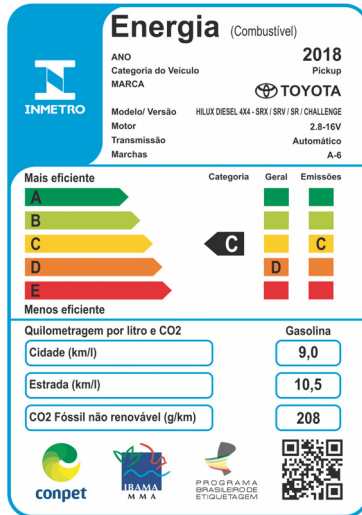 Energia (Combustível)
ANO 2018
Categoria do Veículo Pickup
MARCA TOYOTA
INMETRO
Modelo/ Versão HILUX DIESEL 4X4 - SRX / SRV / SR / CHALLENGE
Motor 2.8-16V
Transmissão Automático
Marchas A-6
Mais eficiente Categoria Geral Emissões
A
B
C C C
D D
E
Menos eficiente
Quilometragem por litro e CO2 Gasolina
Cidade (km/l) 9,0
Estrada (km/l) 10,5
CO2 Fóssil não renovável (g/km) 208
conpet
IBAMA
M M A
PROGRAMA
BRASILEIRO DE
ETIQUETAGEM